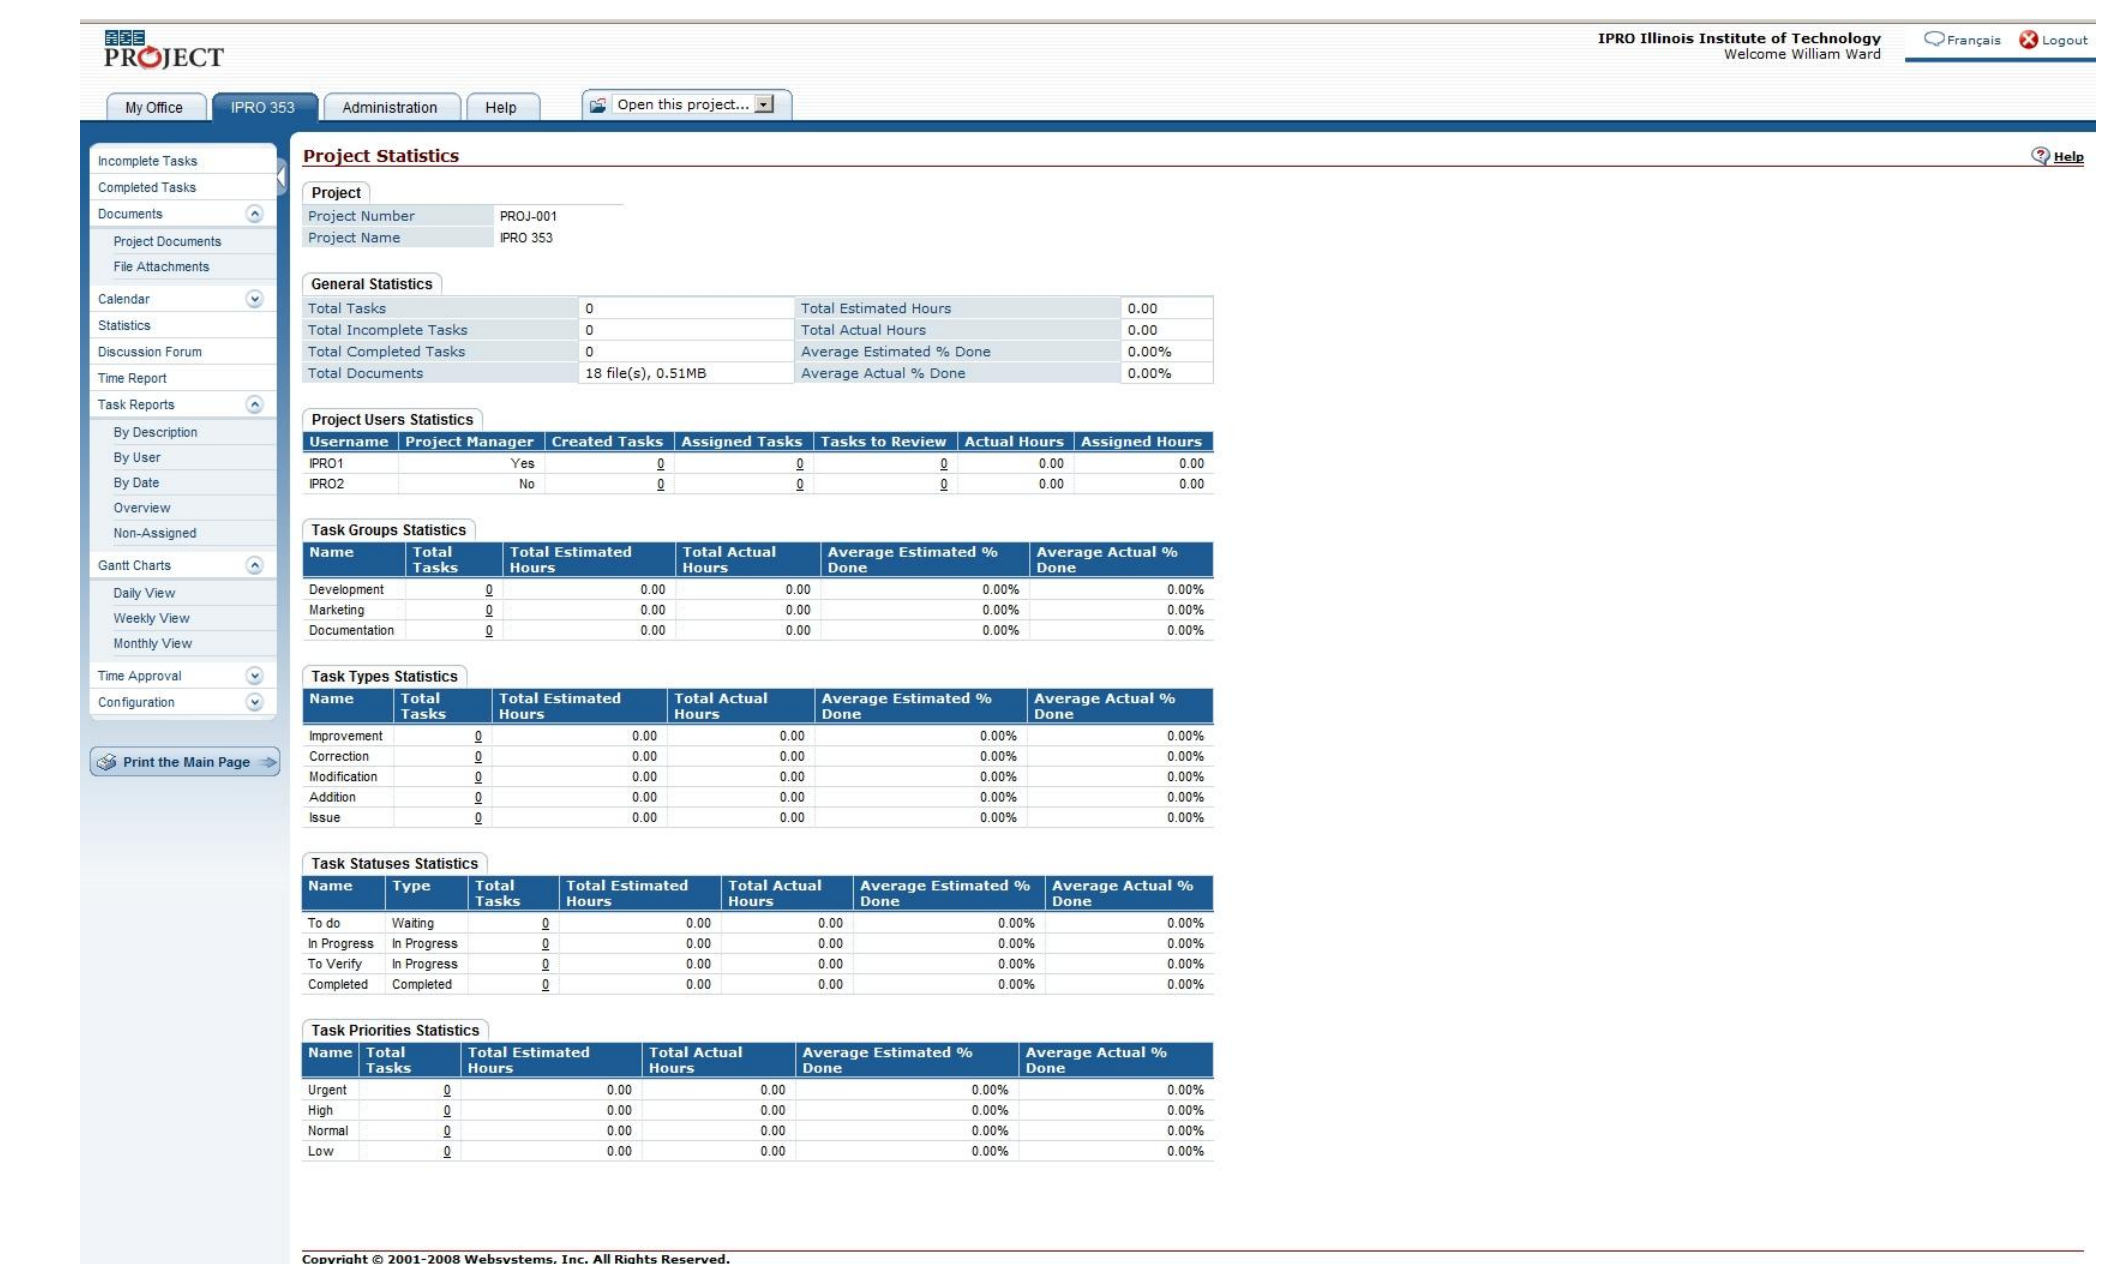 ACE
PROJECT
IPRO Illinois Institute of Technology
Welcome William Ward
Français Logout
My Office IPRO 353 Administration Help Open this project...
Incomplete Tasks
Completed Tasks
Documents
Project Documents
File Attachments
Calendar
Statistics
Discussion Forum
Time Report
Task Reports
By Description
By User
By Date
Overview
Non-Assigned
Gantt Charts
Daily View
Weekly View
Monthly View
Time Approval
Configuration
Print the Main Page
Project Statistics
Help
Project
Project Number PROJ-001
Project Name IPRO 353
General Statistics
Total Tasks 0 Total Estimated Hours 0.00
Total Incomplete Tasks 0 Total Actual Hours 0.00
Total Completed Tasks 0 Average Estimated % Done 0.00%
Total Documents 18 file(s), 0.51MB Average Actual % Done 0.00%
Project Users Statistics
Username Project Manager Created Tasks Assigned Tasks Tasks to Review Actual Hours Assigned Hours
IPRO1 Yes 0 0 0 0.00 0.00
IPRO2 No 0 0 0 0.00 0.00
Task Groups Statistics
Name Total Total Estimated Total Actual Average Estimated % Average Actual %
Tasks Hours Hours Done Done
Development 0 0.00 0.00 0.00% 0.00%
Marketing 0 0.00 0.00 0.00% 0.00%
Documentation 0 0.00 0.00 0.00% 0.00%
Task Types Statistics
Name Total Total Estimated Total Actual Average Estimated % Average Actual %
Tasks Hours Hours Done Done
Improvement 0 0.00 0.00 0.00% 0.00%
Correction 0 0.00 0.00 0.00% 0.00%
Modification 0 0.00 0.00 0.00% 0.00%
Addition 0 0.00 0.00 0.00% 0.00%
Issue 0 0.00 0.00 0.00% 0.00%
Task Statuses Statistics
Name Type Total Total Estimated Total Actual Average Estimated % Average Actual %
Tasks Hours Hours Done Done
To do Waiting 0 0.00 0.00 0.00% 0.00%
In Progress In Progress 0 0.00 0.00 0.00% 0.00%
To Verify In Progress 0 0.00 0.00 0.00% 0.00%
Completed Completed 0 0.00 0.00 0.00% 0.00%
Task Priorities Statistics
Name Total Total Estimated Total Actual Average Estimated % Average Actual %
Tasks Hours Hours Done Done
Urgent 0 0.00 0.00 0.00% 0.00%
High 0 0.00 0.00 0.00% 0.00%
Normal 0 0.00 0.00 0.00% 0.00%
Low 0 0.00 0.00 0.00% 0.00%
Copyright © 2001-2008 Websystems, Inc. All Rights Reserved.